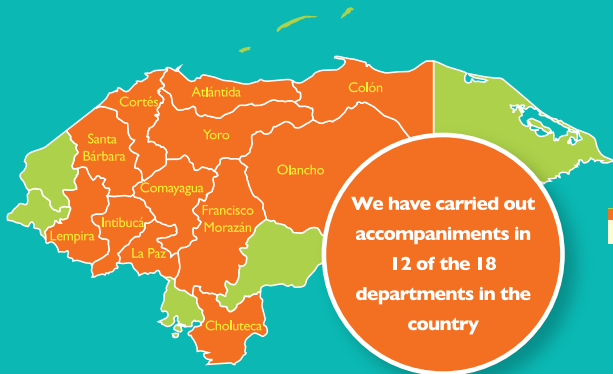 Atlántida
Colón
Cortés
Yoro
Santa
Bárbara
Olancho
Comayagua
Francisco
Morazán
Intibucá
Lempira
La Paz
Choluteca
We have carried out
accompaniments in
12 of the 18
departments in the
country